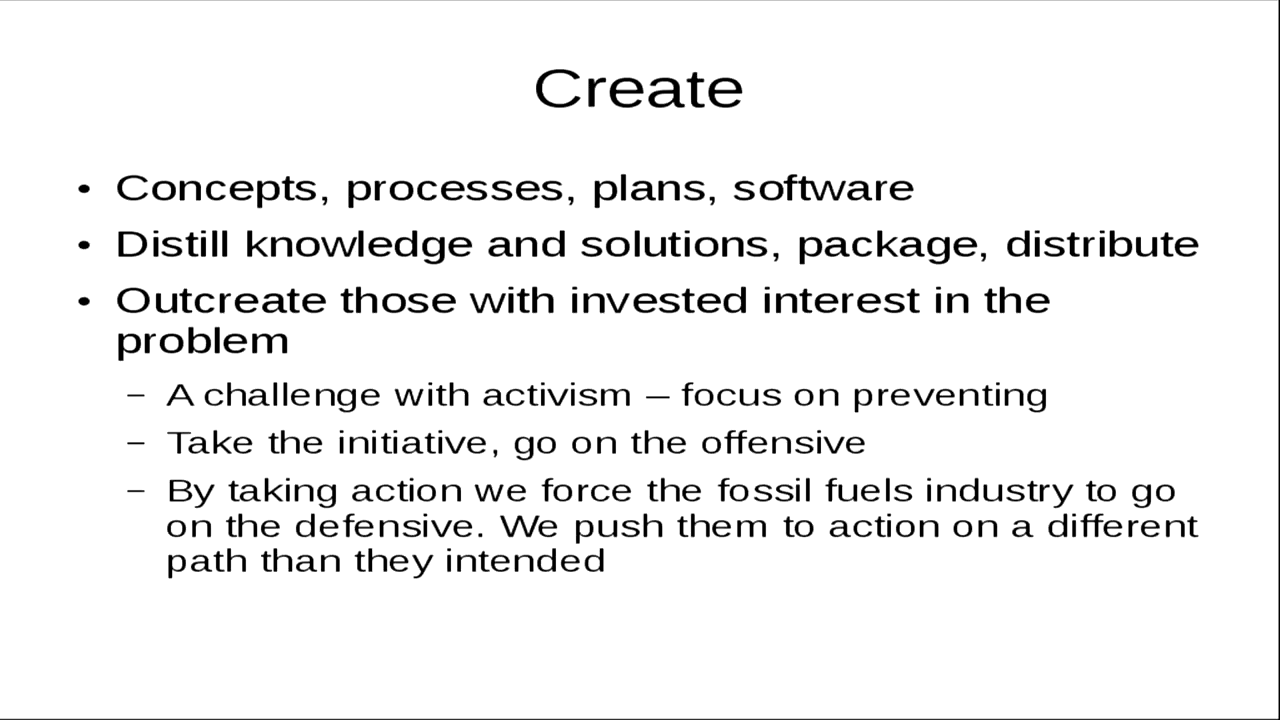 Create
• Concepts, processes, plans, software
• Distill knowledge and solutions, package, distribute
• Outcreate those with invested interest in the
problem
– A challenge with activism – focus on preventing
– Take the initiative, go on the offensive
– By taking action we force the fossil fuels industry to go
on the defensive. We push them to action on a different
path than they intended